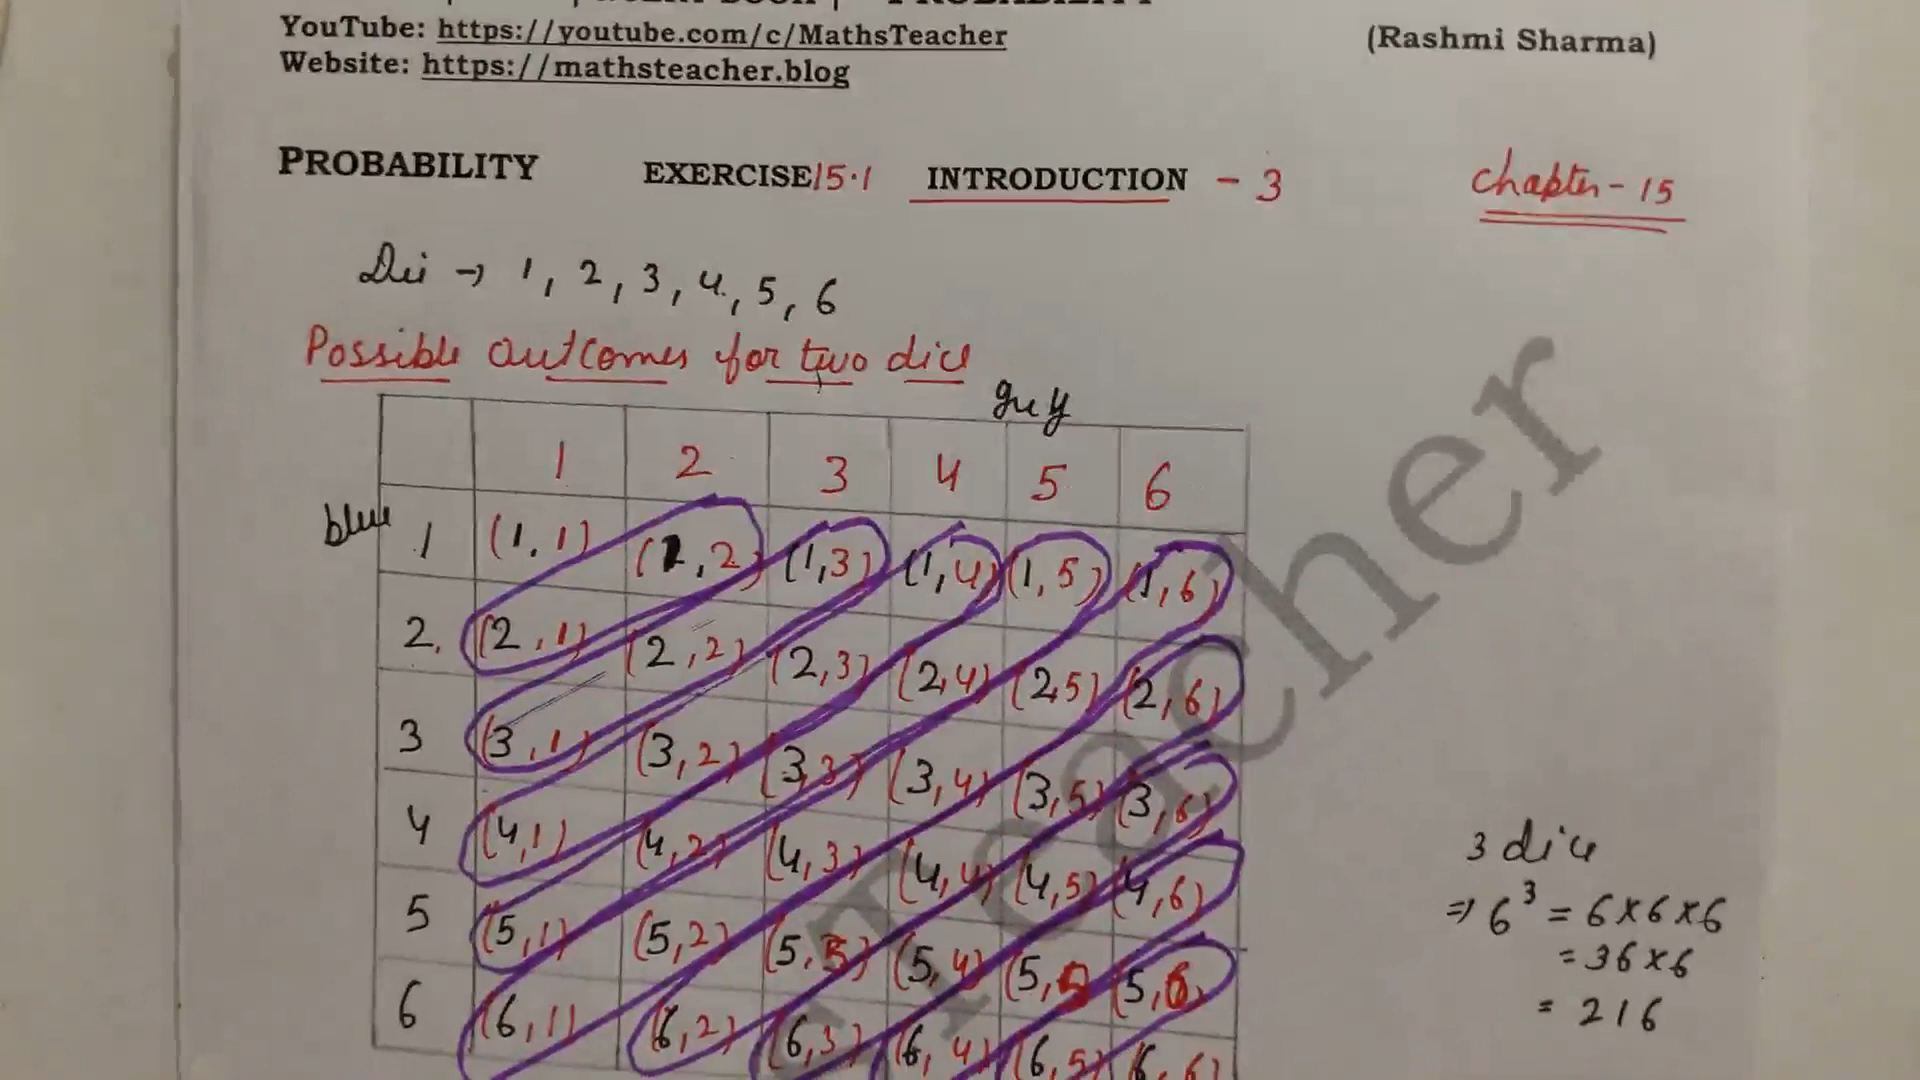 PROBABILITY
YouTube: https://youtube.com/c/MathsTeacher (Rashmi Sharma)
Website: https://mathsteacher.blog
PROBABILITY EXERCISE 15.1 INTRODUCTION - 3 Chapter - 15
Die → 1, 2, 3, 4, 5, 6
Possible outcomes for two dice
grey
1 2 3 4 5 6
blue 1 (1,1) (1,2) (1,3) (1,4) (1,5) (1,6)
2. (2,1) (2,2) (2,3) (2,4) (2,5) (2,6)
3 (3,1) (3,2) (3,3) (3,4) (3,5) (3,6)
4 (4,1) (4,2) (4,3) (4,4) (4,5) (4,6)
5 (5,1) (5,2) (5,3) (5,4) (5,5) (5,6)
6 (6,1) (6,2) (6,3) (6,4) (6,5) (6,6)
3 dice
⇒ 6³ = 6×6×6
= 36×6
= 216
Teacher